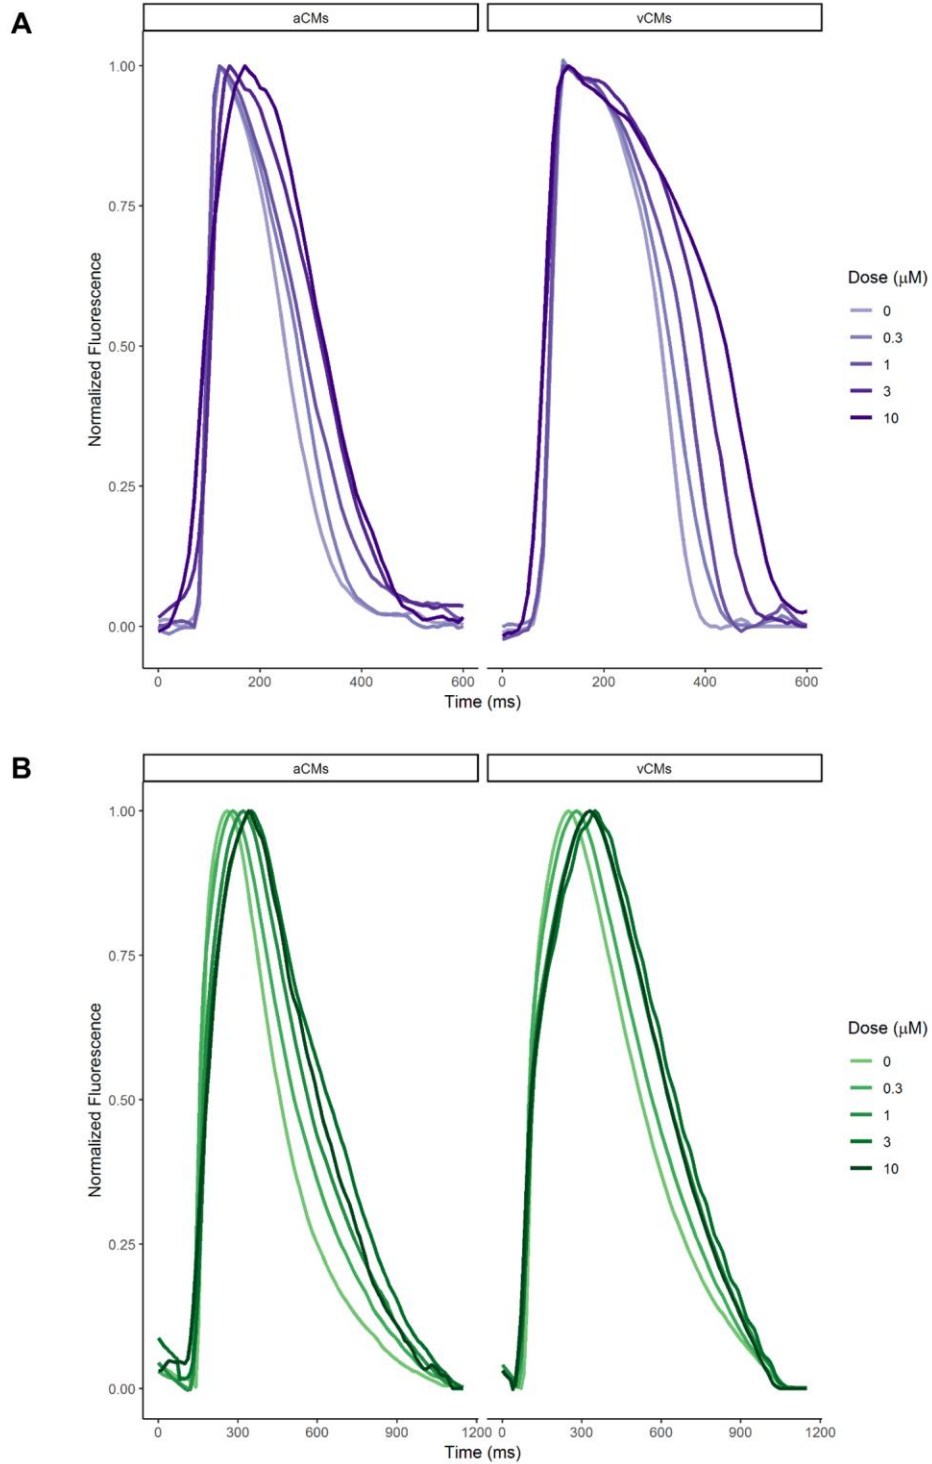 A
aCMs
vCMs
Normalized Fluorescence
1.00
0.75
0.50
0.25
0.00
0 200 400 600
0 200 400 600
Time (ms)
Dose (μM)
0
0.3
1
3
10
B
aCMs
vCMs
Normalized Fluorescence
1.00
0.75
0.50
0.25
0.00
0 300 600 900 1200
0 300 600 900 1200
Time (ms)
Dose (μM)
0
0.3
1
3
10